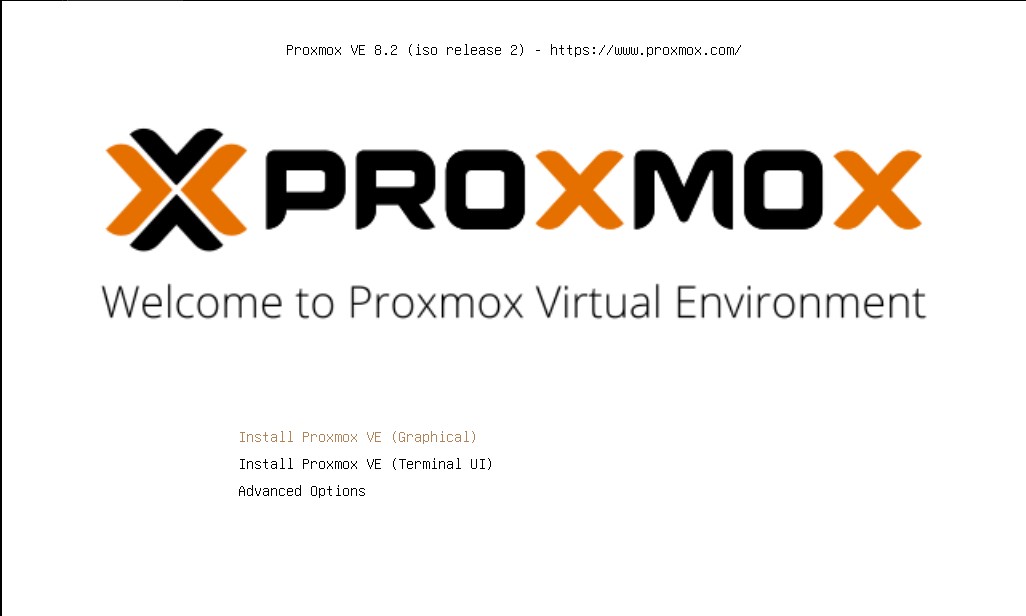 Proxmox VE 8.2 (iso release 2) - https://www.proxmox.com/
PROXMOX
Welcome to Proxmox Virtual Environment
Install Proxmox VE (Graphical)
Install Proxmox VE (Terminal UI)
Advanced Options